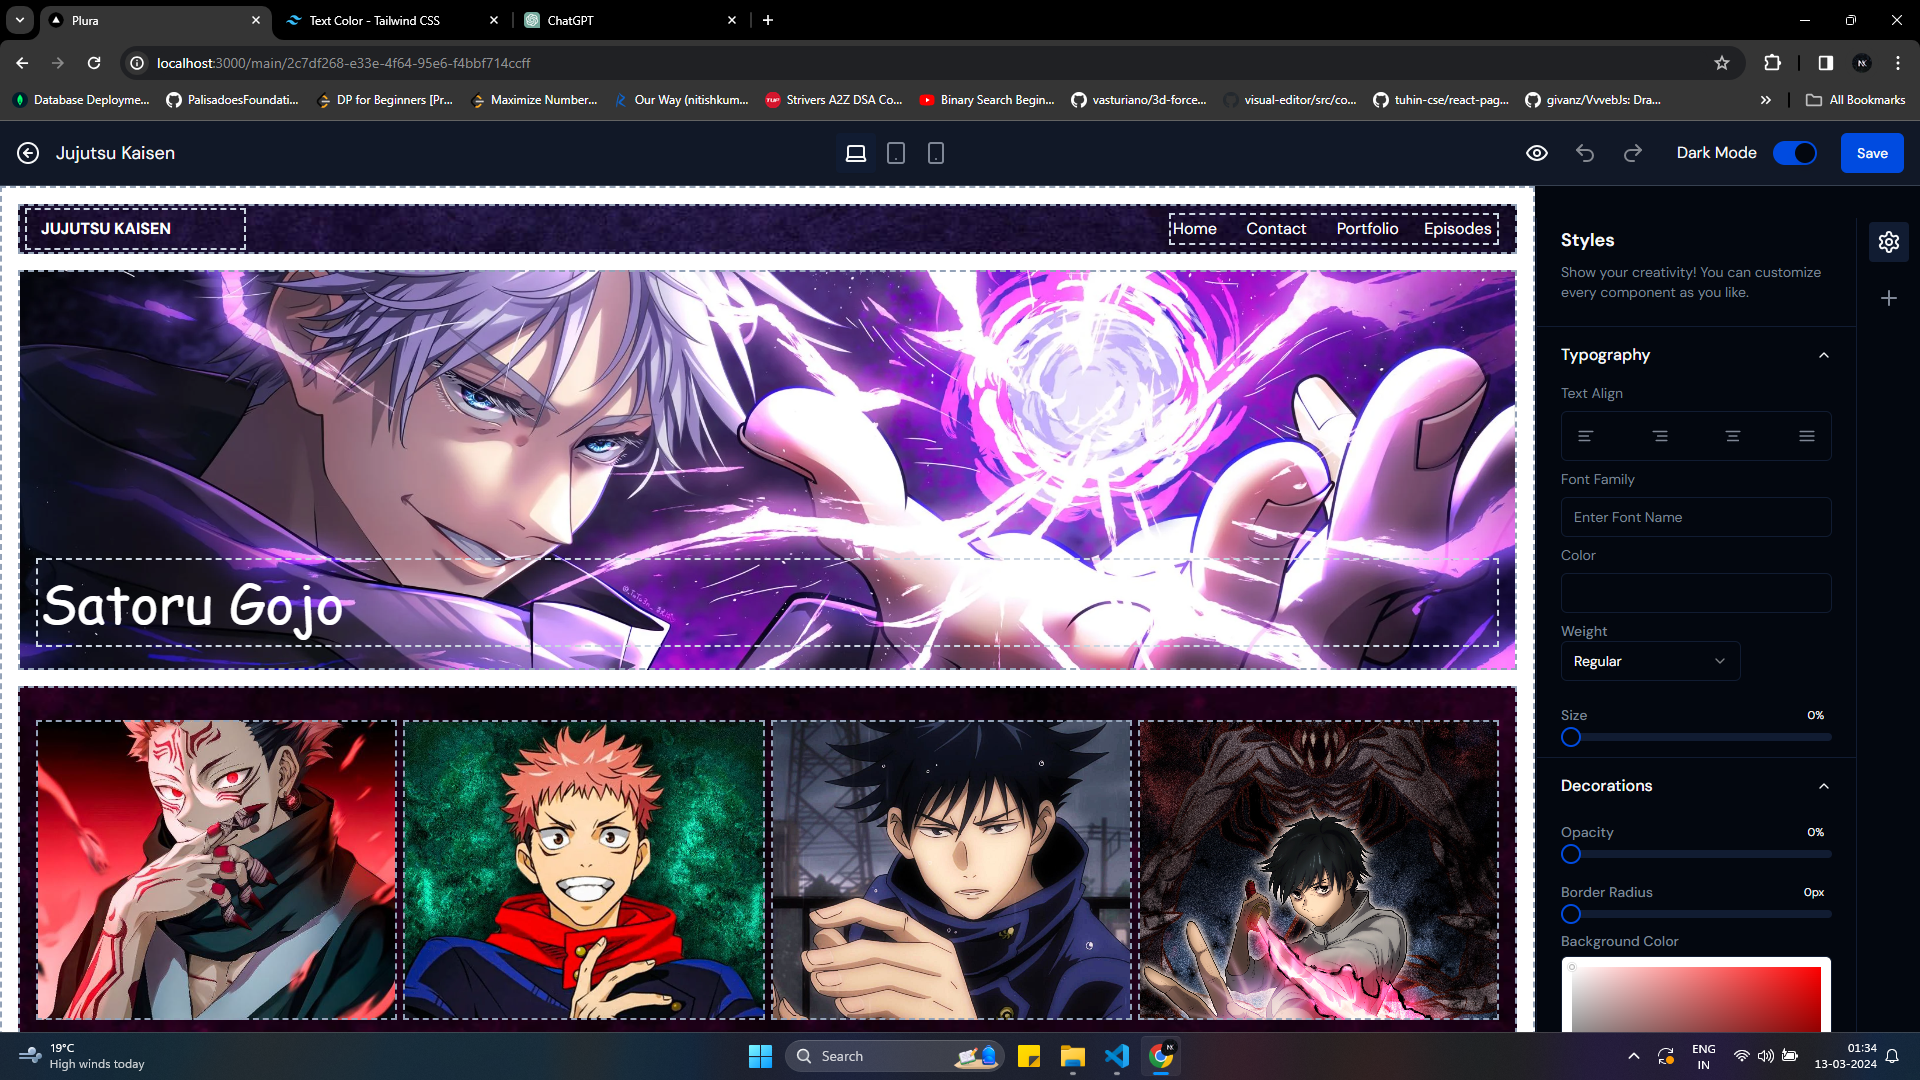 Plura
Text Color - Tailwind CSS
ChatGPT
localhost:3000/main/2c7df268-e33e-4f64-95e6-f4bbf714ccff
Database Deployme...
PalisadoesFoundati...
DP for Beginners [Pr...
Maximize Number...
Our Way (nitishkum...
Strivers A2Z DSA Co...
Binary Search Begin...
vasturiano/3d-force...
visual-editor/src/co...
tuhin-cse/react-pag...
givanz/VvvebJs: Dra...
All Bookmarks
Jujutsu Kaisen
Dark Mode
Save
JUJUTSU KAISEN
Home
Contact
Portfolio
Episodes
Satoru Gojo
Styles
Show your creativity! You can customize
every component as you like.
Typography
Text Align
Font Family
Enter Font Name
Color
Weight
Regular
Size
0%
Decorations
Opacity
0%
Border Radius
0px
Background Color
19°C
High winds today
Search
ENG
IN
01:34
13-03-2024